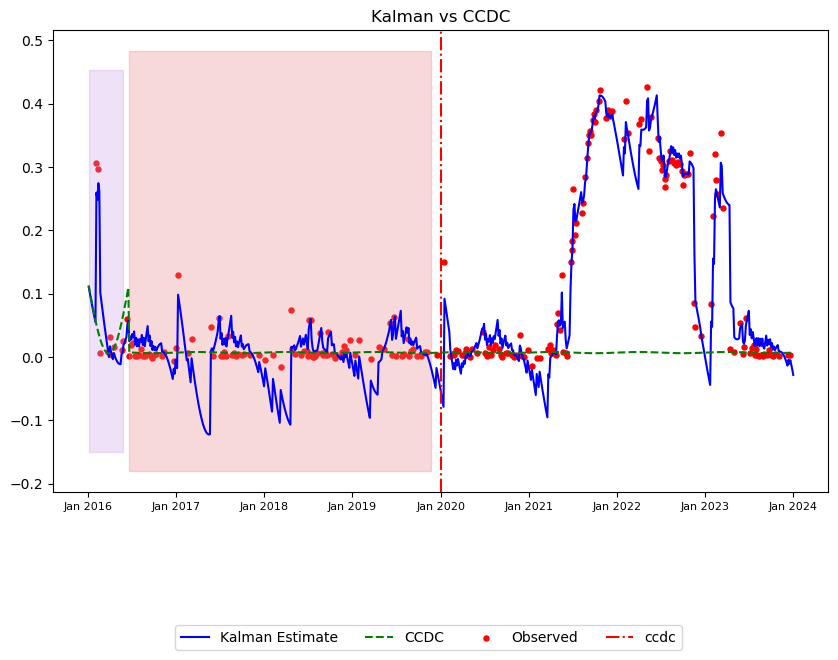 Kalman vs CCDC
0.5
0.4
0.3
0.2
0.1
0.0
−0.1
−0.2
Jan 2016 Jan 2017 Jan 2018 Jan 2019 Jan 2020 Jan 2021 Jan 2022 Jan 2023 Jan 2024
Kalman Estimate CCDC Observed ccdc